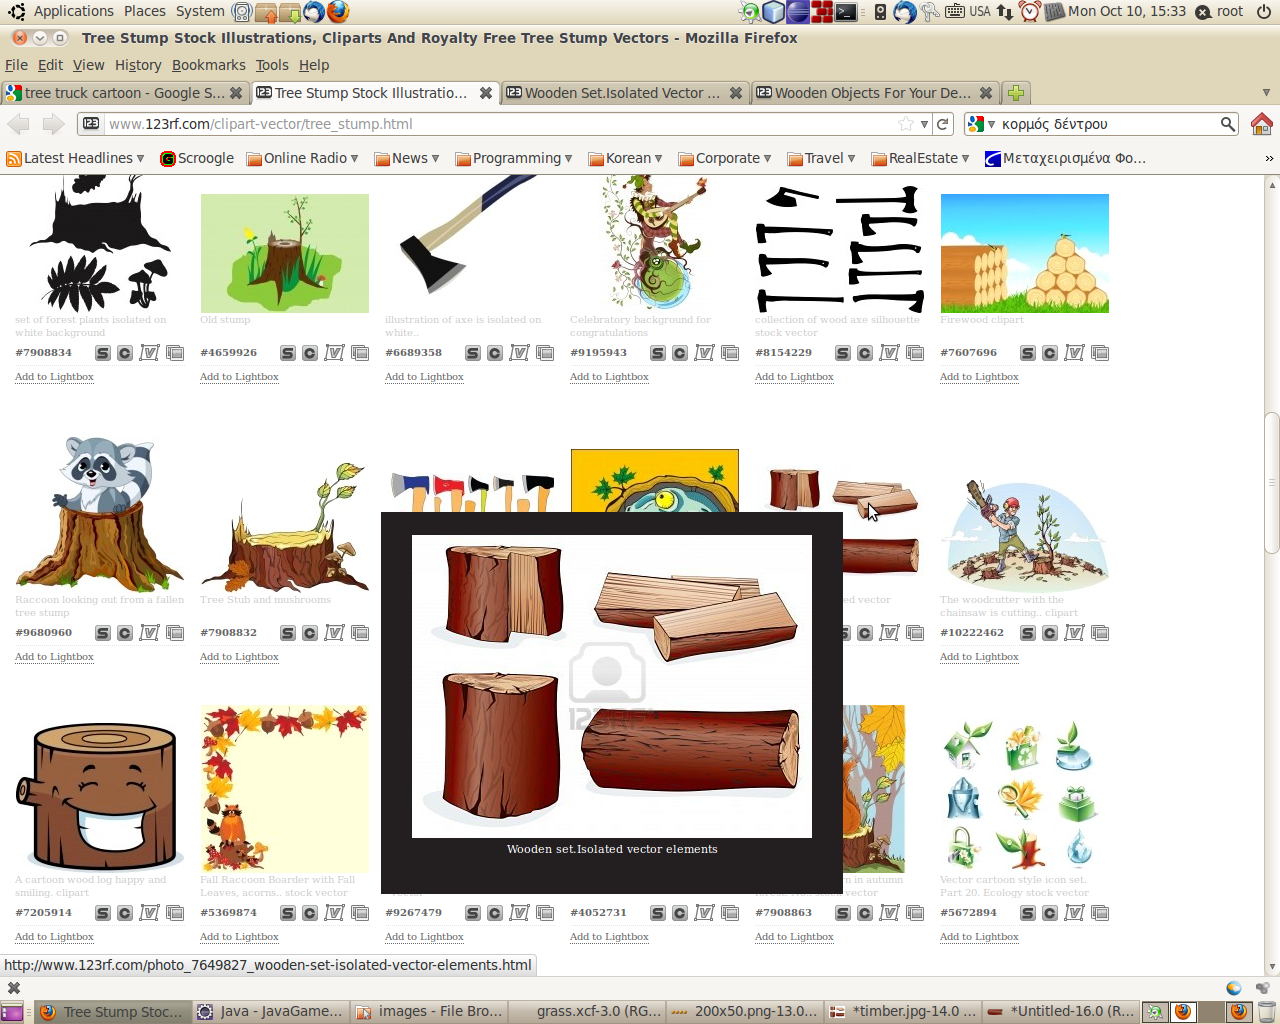 Applications Places System USA Mon Oct 10, 15:33 root
Tree Stump Stock Illustrations, Cliparts And Royalty Free Tree Stump Vectors - Mozilla Firefox
File Edit View History Bookmarks Tools Help
tree truck cartoon - Google S... Tree Stump Stock Illustratio... Wooden Set.Isolated Vector ... Wooden Objects For Your De...
www.123rf.com/clipart-vector/tree_stump.html κορμός δέντρου
Latest Headlines Scroogle Online Radio News Programming Korean Corporate Travel RealEstate Μεταχειρισμένα Φο... »
set of forest plants isolated on Old stump illustration of axe is isolated on Celebratory background for collection of wood axe silhouette Firewood clipart
white background white.. congratulations stock vector
#7908834 S C V #4659926 S C V #6689358 S C V #9195943 S C V #8154229 S C V #7607696 S C V
Add to Lightbox Add to Lightbox Add to Lightbox Add to Lightbox Add to Lightbox Add to Lightbox
Raccoon looking out from a fallen Tree Stub and mushrooms ed vector The woodcutter with the
tree stump chainsaw is cutting.. clipart
#9680960 S C V #7908832 S C V S C V #10222462 S C V
Add to Lightbox Add to Lightbox Add to Lightbox
123RF
Wooden set.Isolated vector elements
A cartoon wood log happy and Fall Raccoon Boarder with Fall n in autumn Vector cartoon style icon set.
smiling. clipart Leaves, acorns.. stock vector vector Part 20. Ecology stock vector
#7205914 S C V #5369874 S C V #9267479 S C V #4052731 S C V #7908863 S C V #5672894 S C V
Add to Lightbox Add to Lightbox Add to Lightbox Add to Lightbox Add to Lightbox Add to Lightbox
http://www.123rf.com/photo_7649827_wooden-set-isolated-vector-elements.html
Tree Stump Stoc... Java - JavaGame... images - File Bro... grass.xcf-3.0 (RG... 200x50.png-13.0... *timber.jpg-14.0 ... *Untitled-16.0 (R...